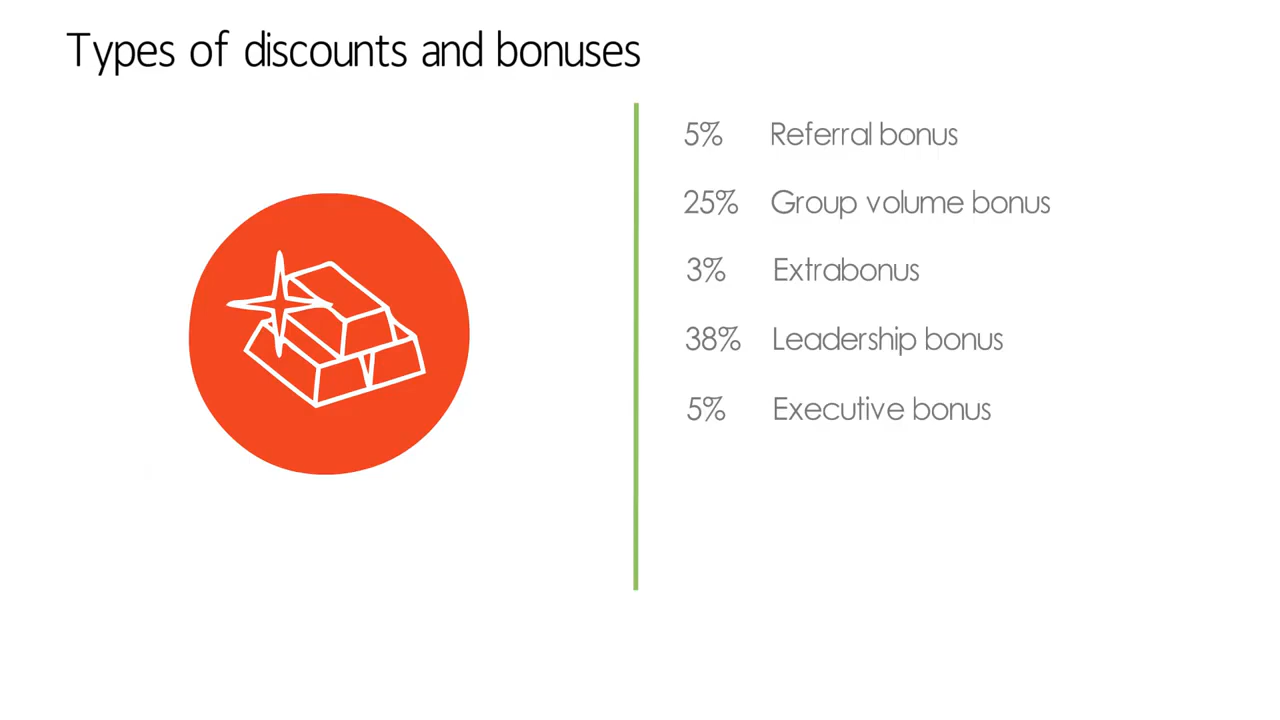 Types of discounts and bonuses
5% Referral bonus
25% Group volume bonus
3% Extrabonus
38% Leadership bonus
5% Executive bonus